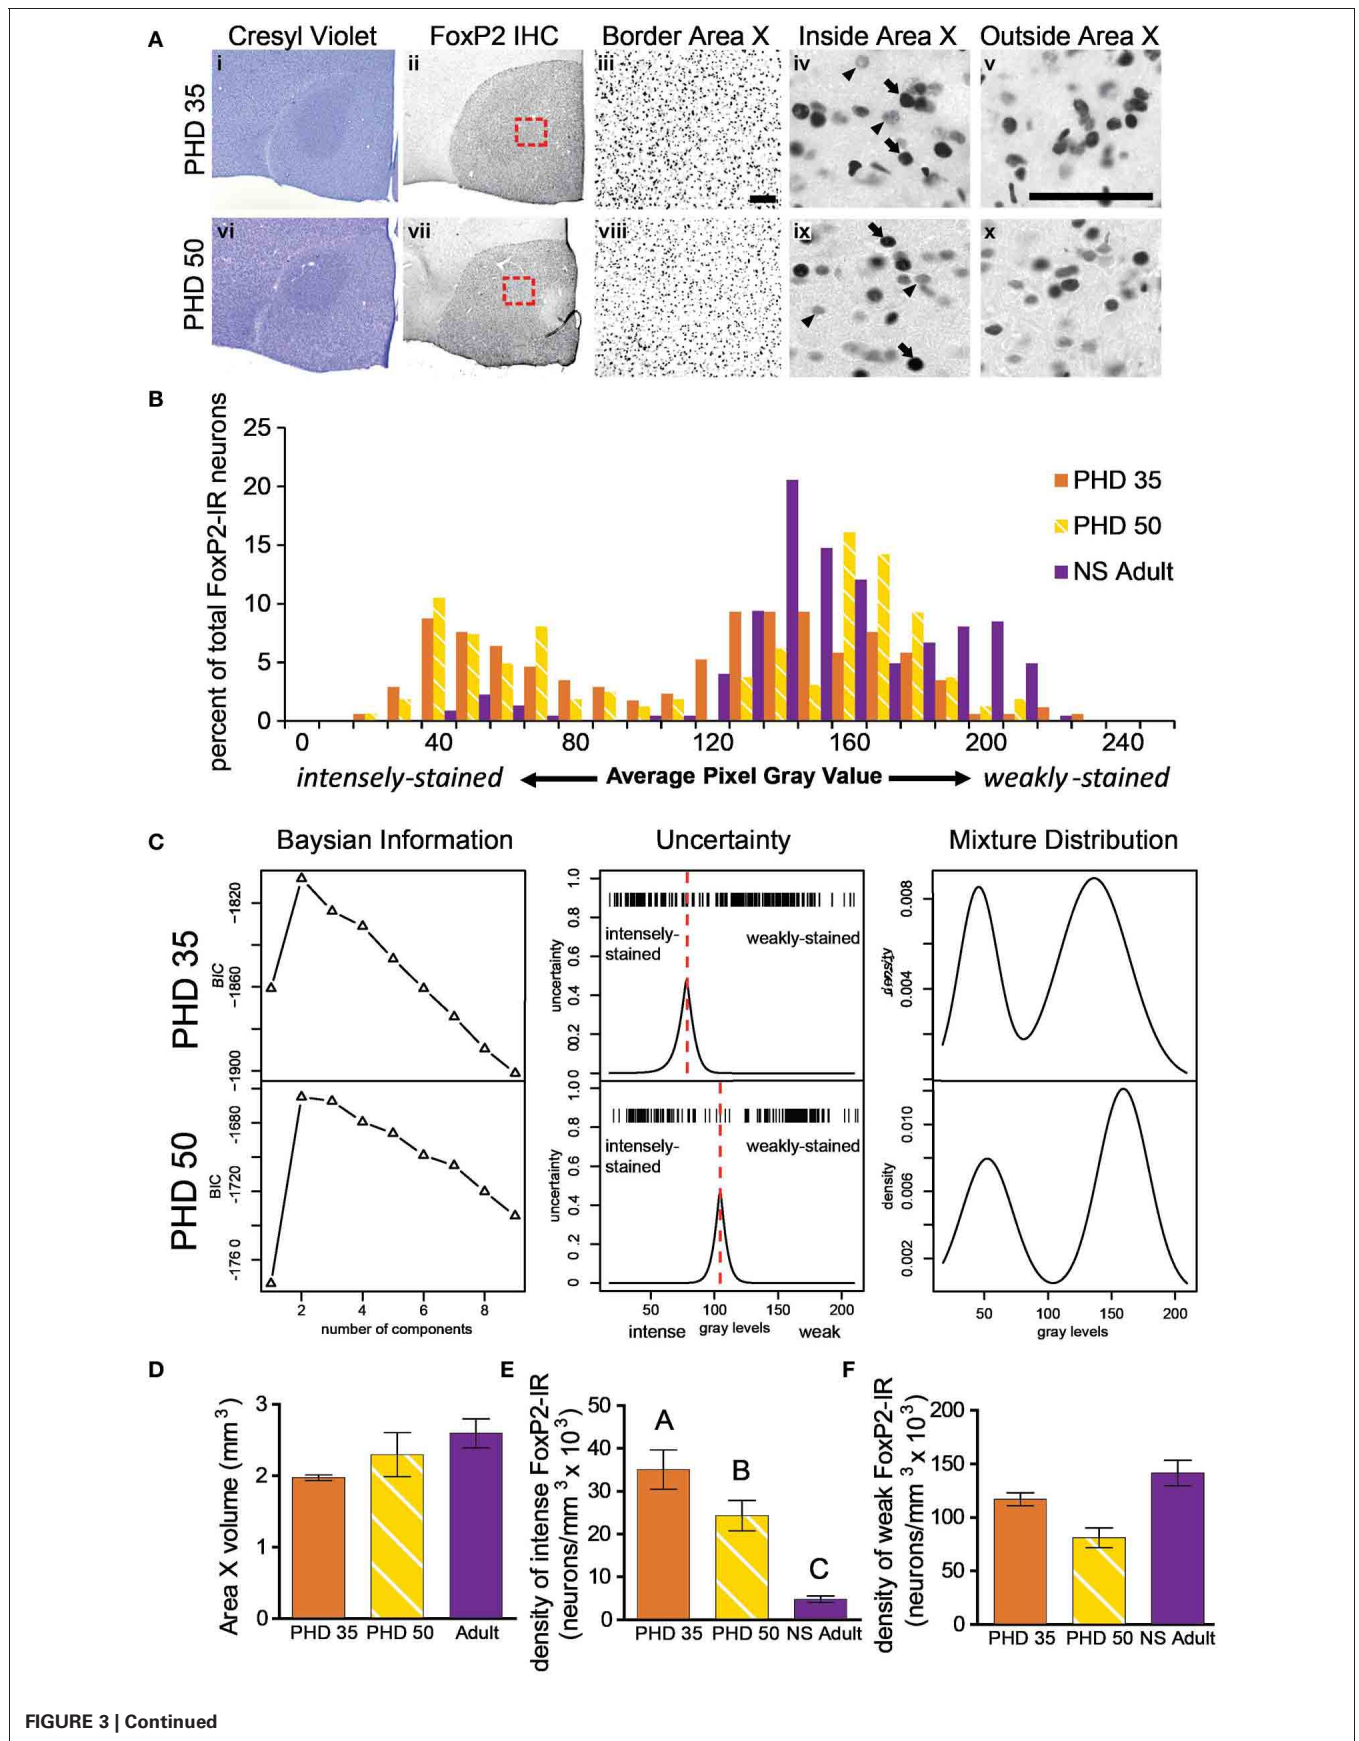 A
Cresyl Violet FoxP2 IHC Border Area X Inside Area X Outside Area X
PHD 35
i ii iii iv v
PHD 50
vi vii viii ix x
B
percent of total FoxP2-IR neurons
25
20
15
10
5
0
PHD 35
PHD 50
NS Adult
0 40 80 120 160 200 240
intensely-stained Average Pixel Gray Value weakly -stained
C
Baysian Information Uncertainty Mixture Distribution
PHD 35
BIC
-1820
-1860
-1900
uncertainty
1.0
0.8
0.6
0.4
00.2
0.0
intensely-
stained
weakly-stained
density
0.008
0.004
PHD 50
BIC
-1680
-1720
-176 0
2 4 6 8
number of components
uncertainty
1.0
0.8
0.6
0.4
0 .2
0
intensely-
stained
weakly-stained
50 100 150 200
intense gray levels weak
density
0.010
0.006
0.002
50 100 150 200
gray levels
D
Area X volume (mm 3 )
3
2
1
0
PHD 35 PHD 50 Adult
E
density of intense FoxP2-IR
(neurons/mm 3 x 103)
50
40
30
20
10
0
A
B
C
PHD 35 PHD 50 NS Adult
F
density of weak FoxP2-IR
(neurons/mm 3 x 103)
200
150
100
50
0
PHD 35 PHD 50 NS Adult
FIGURE 3 | Continued